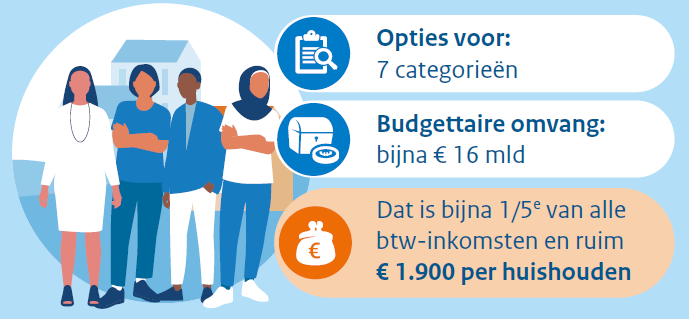 Opties voor:
7 categorieën
Budgettaire omvang:
bijna € 16 mld
€
Dat is bijna 1/5ᵉ van alle
btw-inkomsten en ruim
€ 1.900 per huishouden